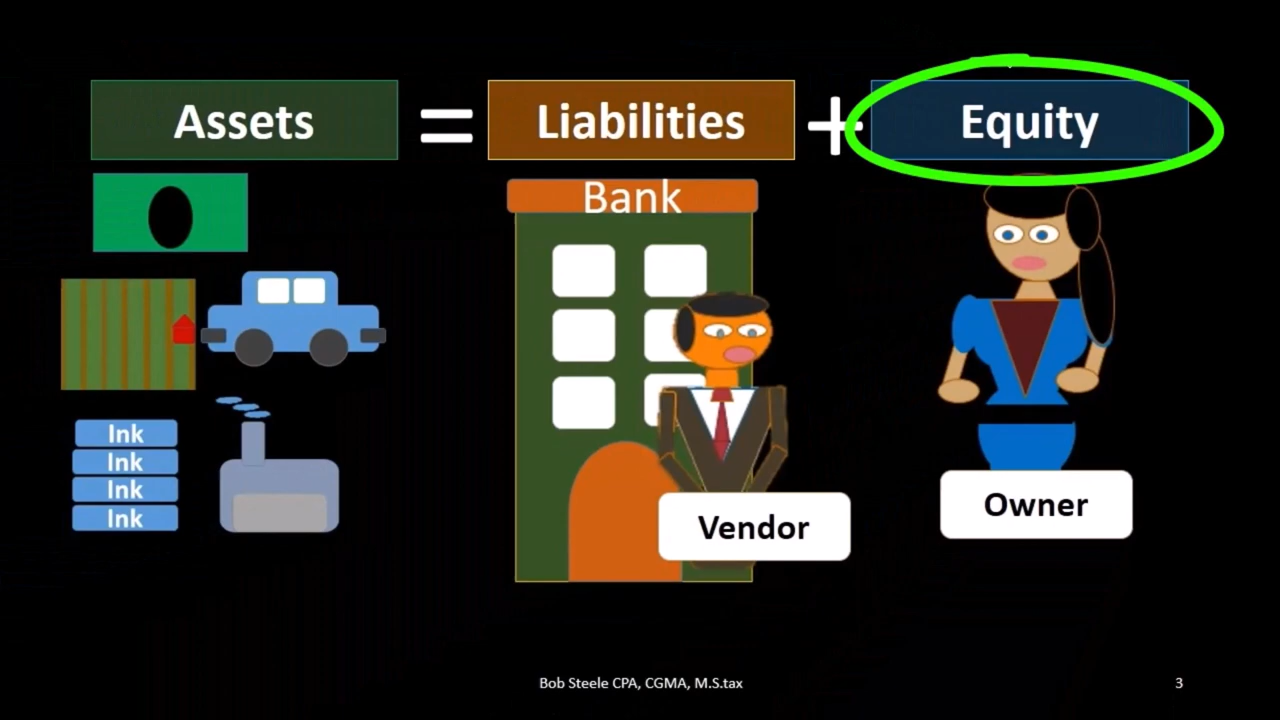 Assets = Liabilities + Equity
Bank
Ink
Ink
Ink
Ink
Vendor
Owner
Bob Steele CPA, CGMA, M.S.tax
3